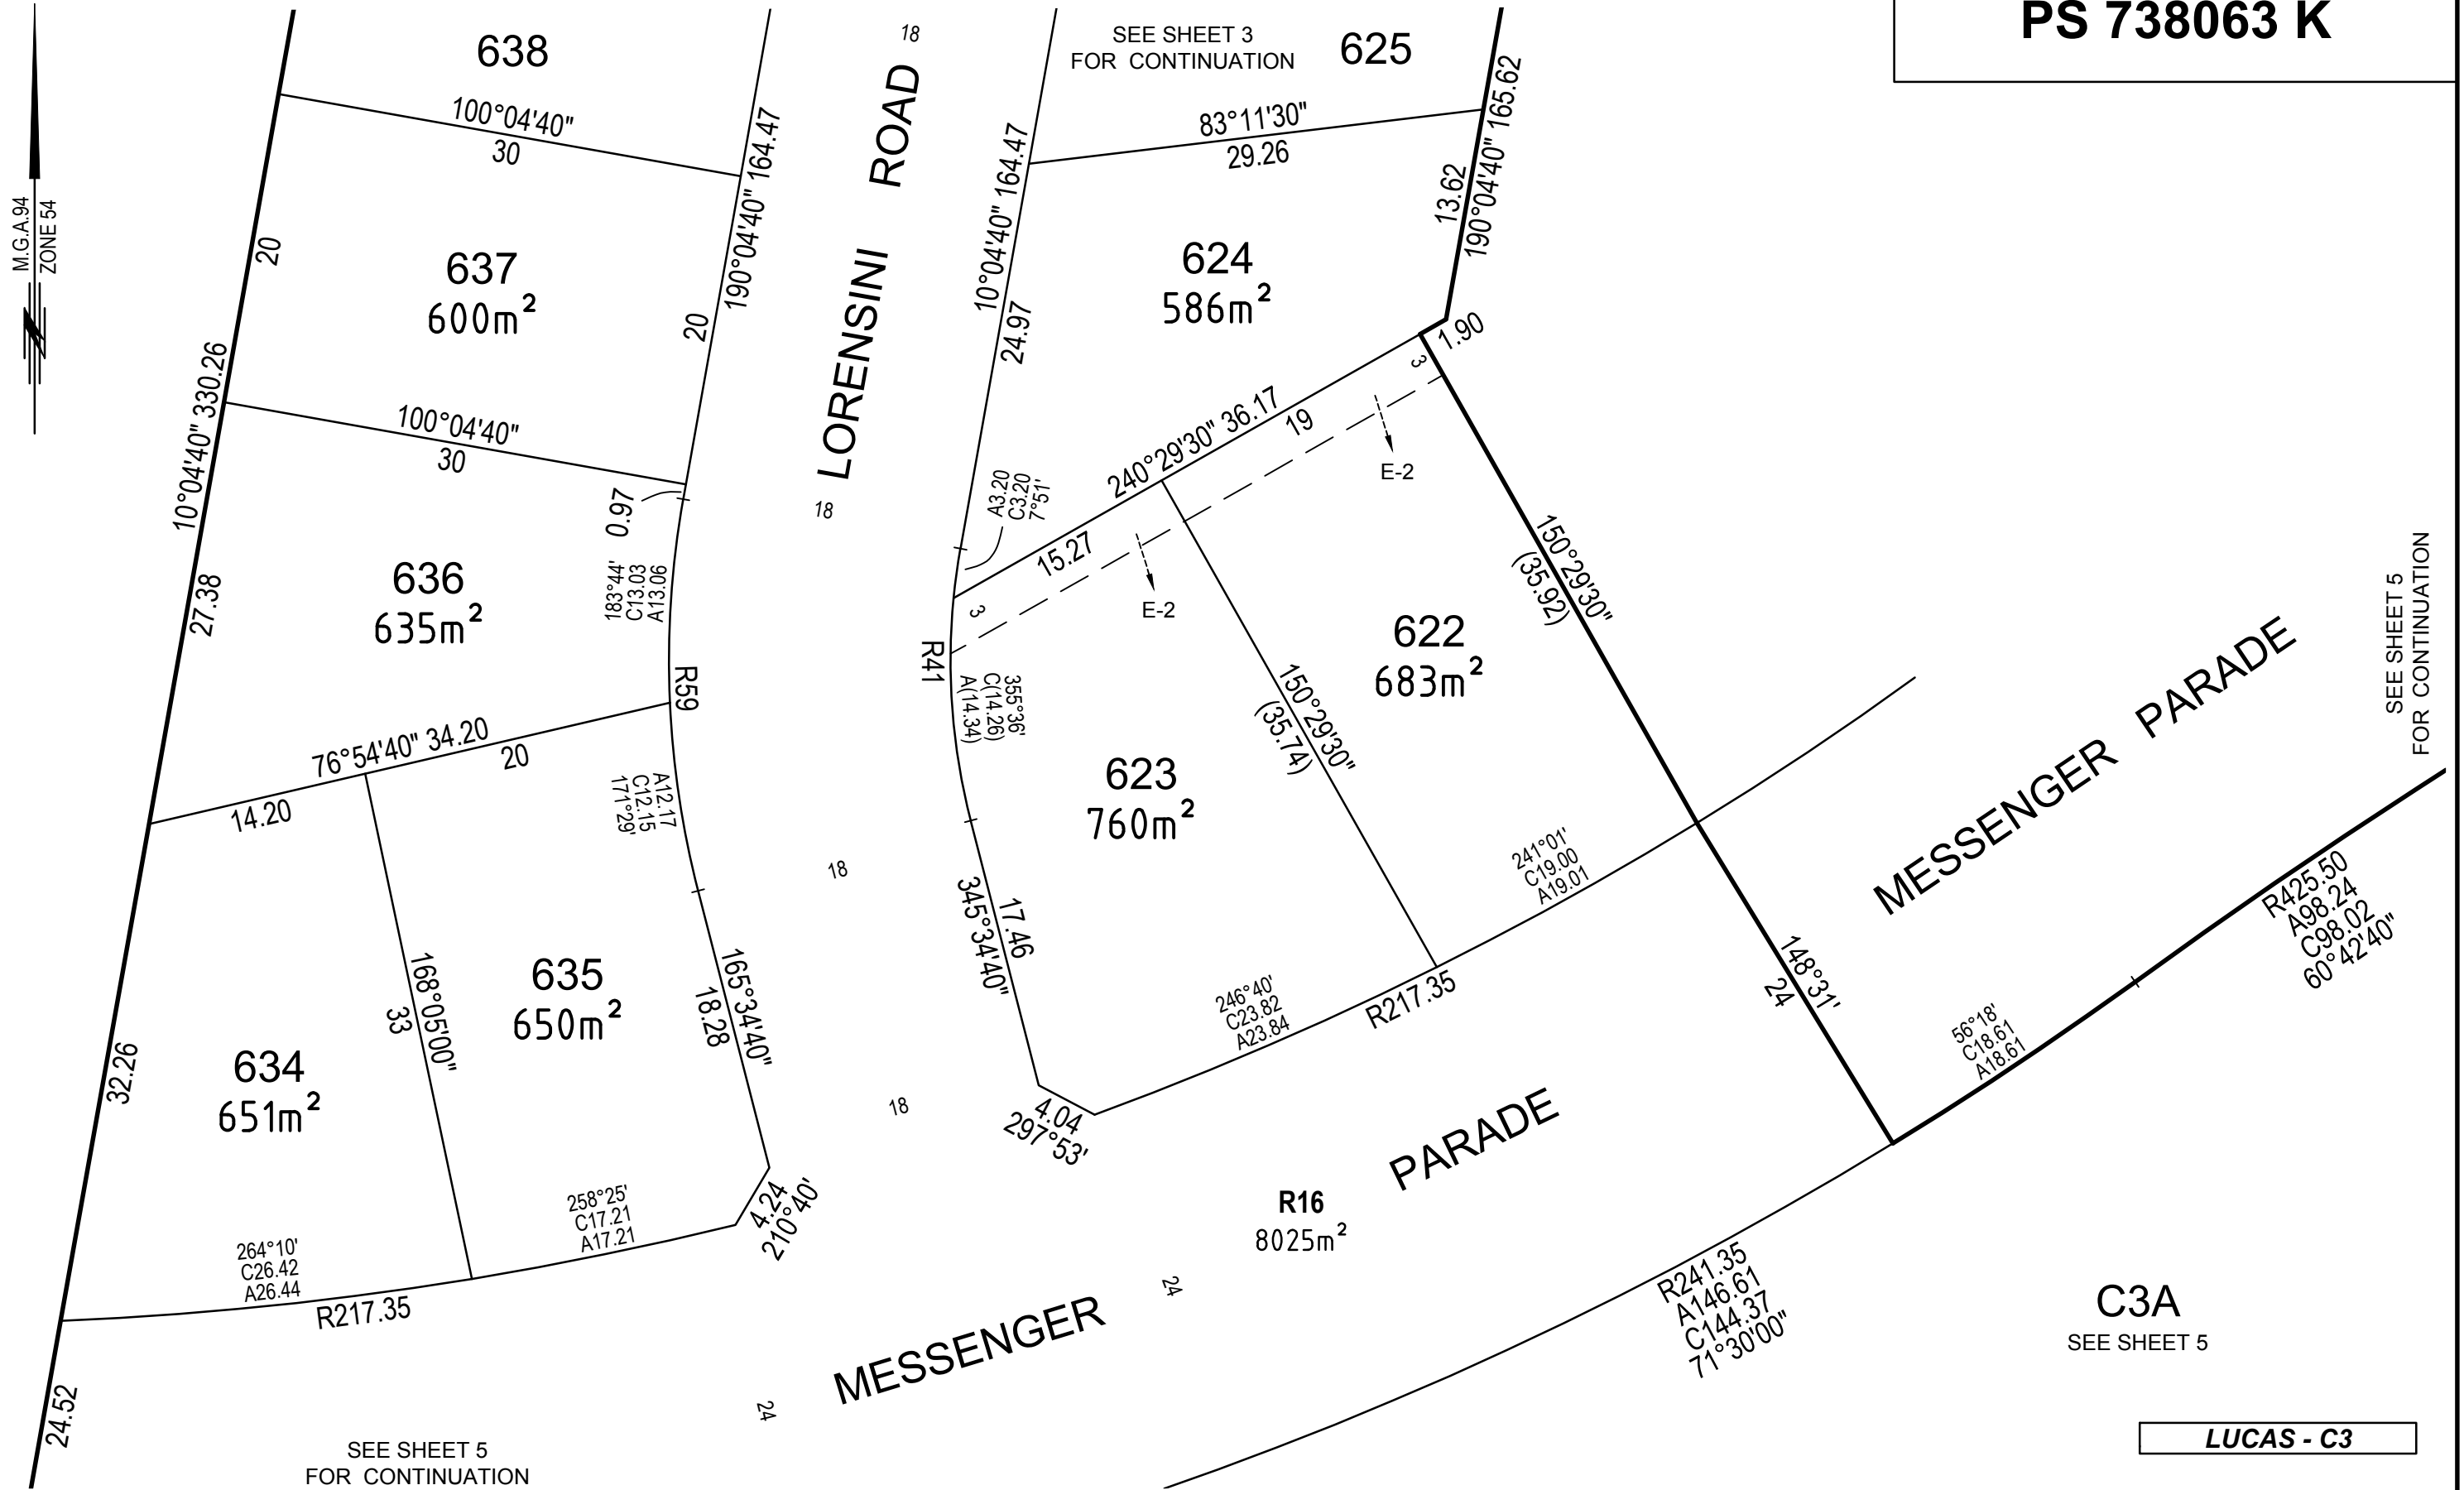 PS 738063 K
M.G.A.94
ZONE 54
638
100°04'40"
30
20
637
600m²
20
190°04'40" 164.47
10°04'40" 330.26
100°04'40"
30
27.38
636
635m²
0.97
183°44'
C13.03
A13.06
R59
76°54'40" 34.20
14.20
20
A12.17
C12.15
171°29'
168°05'00"
33
635
650m²
165°34'40"
18.28
634
651m²
32.26
264°10'
C26.42
A26.44
R217.35
258°25'
C17.21
A17.21
4.24
210°40'
24.52
SEE SHEET 5
FOR CONTINUATION
LORENSINI ROAD
18
18
18
18
SEE SHEET 3
FOR CONTINUATION
625
83°11'30"
29.26
10°04'40" 164.47
24.97
13.62
190°04'40" 165.62
624
586m²
1.90
240°29'30" 36.17
19
15.27
3
3
E-2
E-2
A3.20
C3.20
7°51'
R41
355°36'
C(14.26)
A(14.34)
150°29'30"
(35.92)
622
683m²
150°29'30"
(35.74)
623
760m²
17.46
345°34'40"
4.04
297°53'
246°40'
C23.82
A23.84
R217.35
241°01'
C19.00
A19.01
148°31'
24
MESSENGER PARADE
SEE SHEET 5
FOR CONTINUATION
R425.50
A98.24
C98.02
60°42'40"
56°18'
C18.61
A18.61
PARADE
R16
8025m²
MESSENGER
24
24
R241.35
A146.61
C144.37
71°30'00"
C3A
SEE SHEET 5
LUCAS - C3